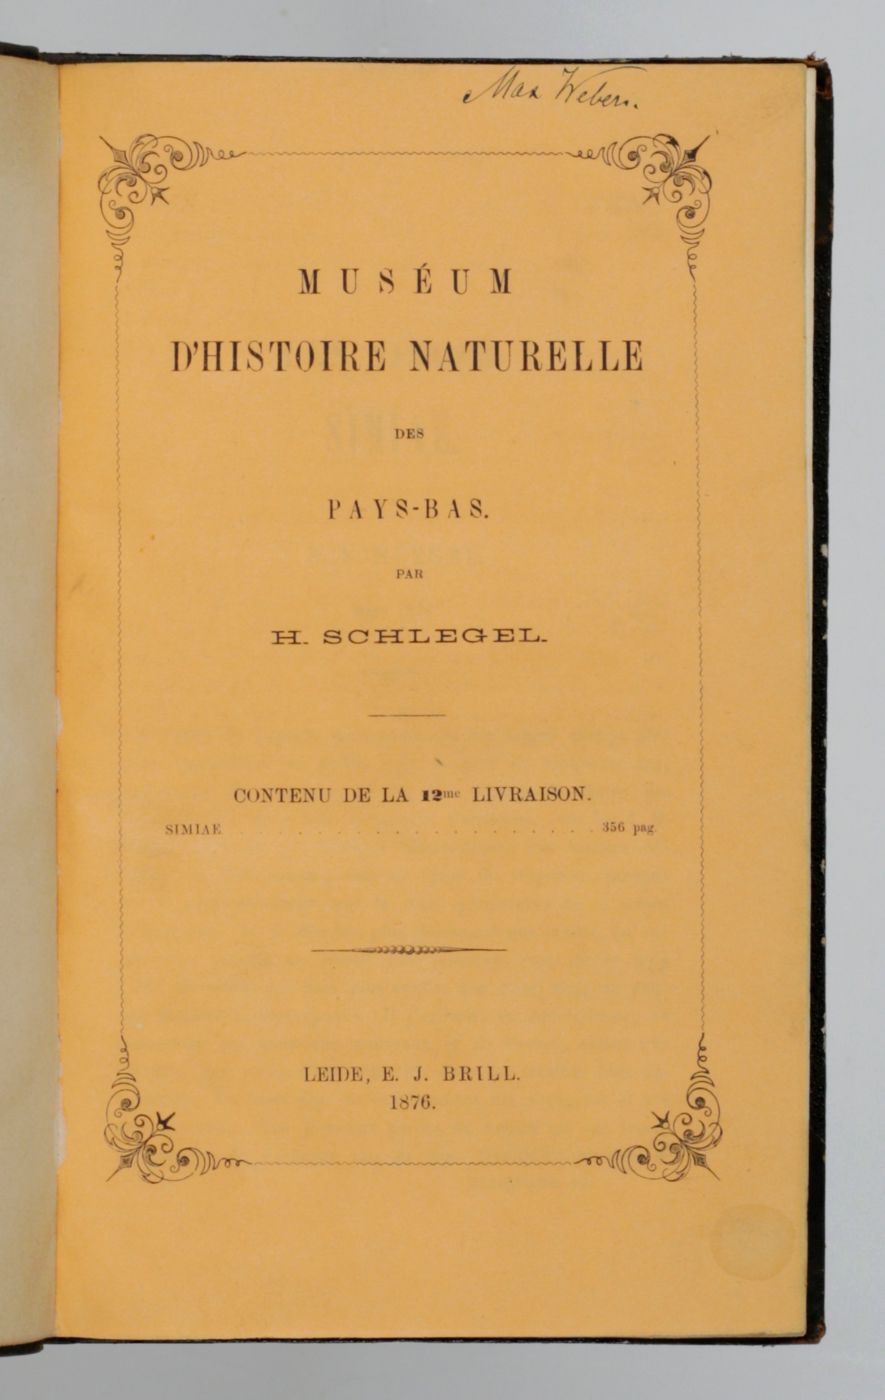 Max Weber.
MUSÉUM
D'HISTOIRE NATURELLE
DES
PAYS-BAS.
PAR
H. SCHLEGEL.
CONTENU DE LA 12me LIVRAISON.
SIMIAE . . . . . . . . . . . . . . . . . . . 356 pag.
LEIDE, E. J. BRILL.
1876.